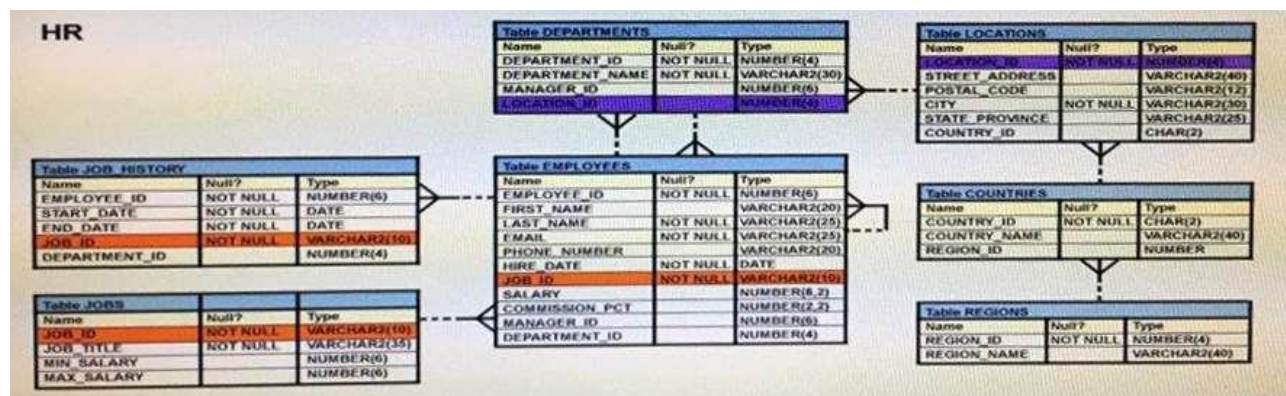 HR
Table DEPARTMENTS
Name Null? Type
DEPARTMENT_ID NOT NULL NUMBER(4)
DEPARTMENT_NAME NOT NULL VARCHAR2(30)
MANAGER_ID NUMBER(6)
LOCATION_ID NUMBER(4)
Table LOCATIONS
Name Null? Type
LOCATION_ID NOT NULL NUMBER(4)
STREET_ADDRESS VARCHAR2(40)
POSTAL_CODE VARCHAR2(12)
CITY NOT NULL VARCHAR2(30)
STATE_PROVINCE VARCHAR2(25)
COUNTRY_ID CHAR(2)
Table JOB_HISTORY
Name Null? Type
EMPLOYEE_ID NOT NULL NUMBER(6)
START_DATE NOT NULL DATE
END_DATE NOT NULL DATE
JOB_ID NOT NULL VARCHAR2(10)
DEPARTMENT_ID NUMBER(4)
Table EMPLOYEES
Name Null? Type
EMPLOYEE_ID NOT NULL NUMBER(6)
FIRST_NAME VARCHAR2(20)
LAST_NAME NOT NULL VARCHAR2(25)
EMAIL NOT NULL VARCHAR2(25)
PHONE_NUMBER VARCHAR2(20)
HIRE_DATE NOT NULL DATE
JOB_ID NOT NULL VARCHAR2(10)
SALARY NUMBER(8,2)
COMMISSION_PCT NUMBER(2,2)
MANAGER_ID NUMBER(6)
DEPARTMENT_ID NUMBER(4)
Table COUNTRIES
Name Null? Type
COUNTRY_ID NOT NULL CHAR(2)
COUNTRY_NAME VARCHAR2(40)
REGION_ID NUMBER
Table JOBS
Name Null? Type
JOB_ID NOT NULL VARCHAR2(10)
JOB_TITLE NOT NULL VARCHAR2(35)
MIN_SALARY NUMBER(6)
MAX_SALARY NUMBER(6)
Table REGIONS
Name Null? Type
REGION_ID NOT NULL NUMBER(4)
REGION_NAME VARCHAR2(40)